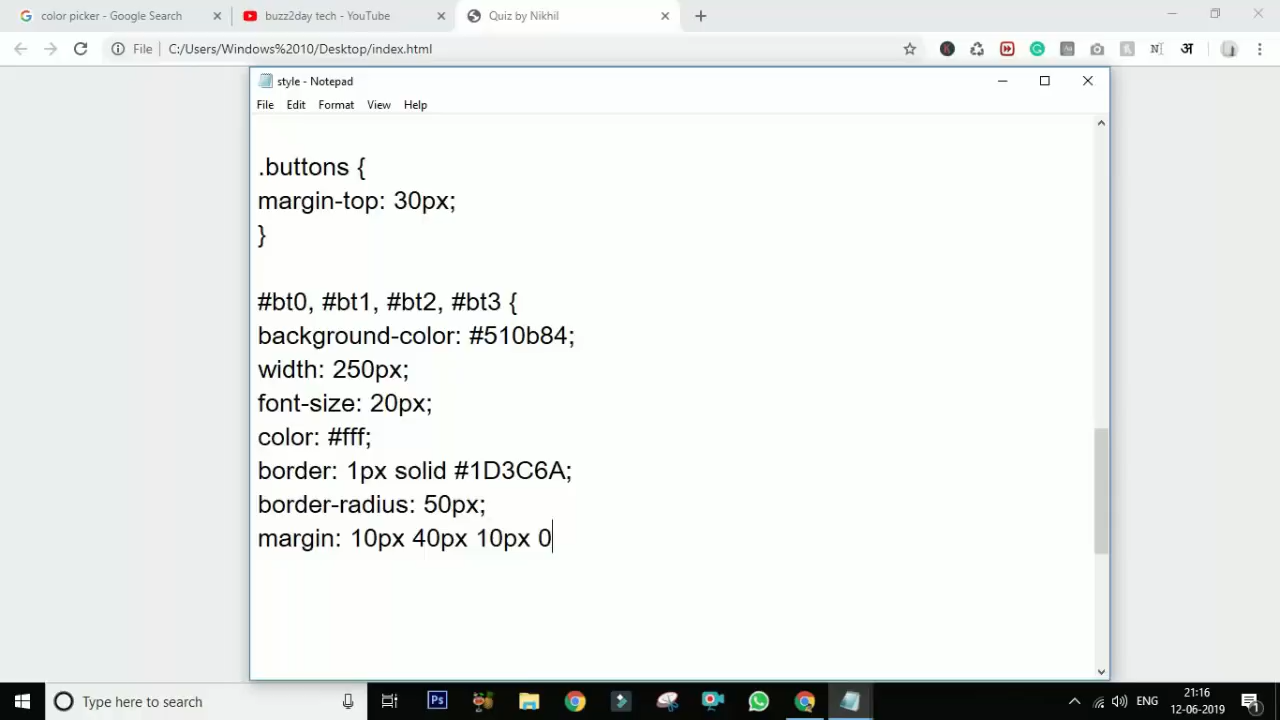 color picker - Google Search
buzz2day tech - YouTube
Quiz by Nikhil
File
C:/Users/Windows%2010/Desktop/index.html
style - Notepad
File Edit Format View Help
.buttons {
margin-top: 30px;
}
#bt0, #bt1, #bt2, #bt3 {
background-color: #510b84;
width: 250px;
font-size: 20px;
color: #fff;
border: 1px solid #1D3C6A;
border-radius: 50px;
margin: 10px 40px 10px 0
Type here to search
Ps
ENG
21:16
12-06-2019